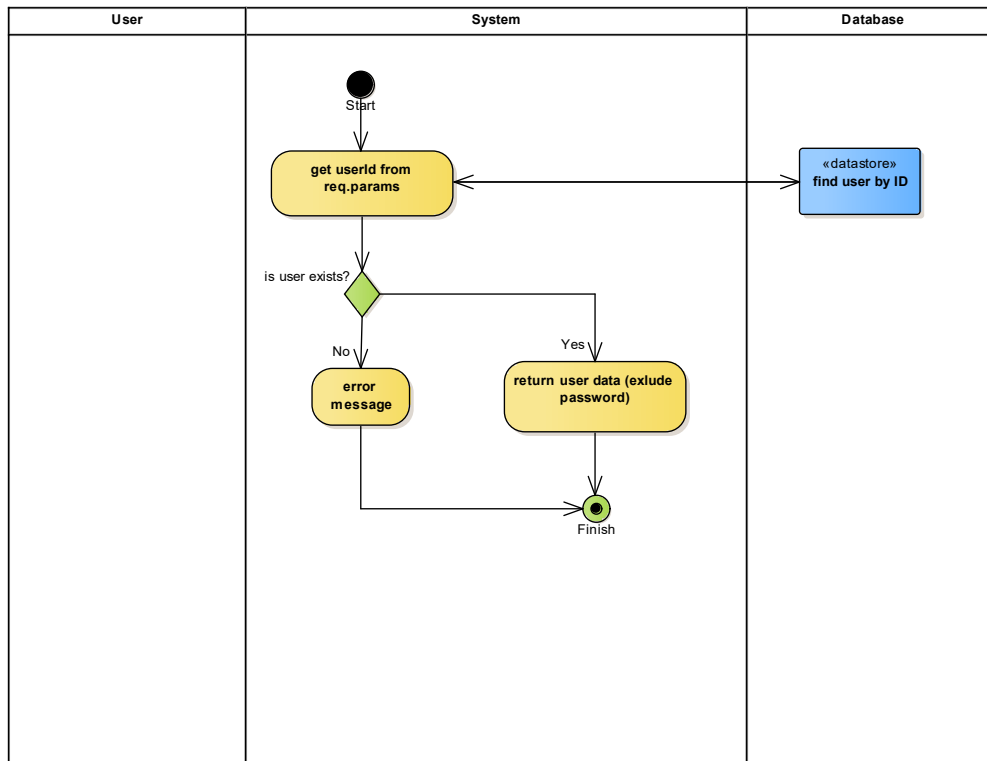 User
System
Database
Start
get userId from
req.params
«datastore»
find user by ID
is user exists?
No
Yes
error
message
return user data (exlude
password)
Finish